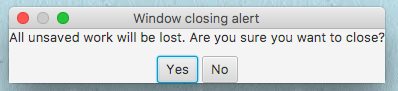 Window closing alert
All unsaved work will be lost. Are you sure you want to close?
Yes No